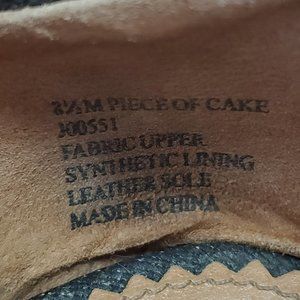 8½M PIECE OF CAKE
J00551
FABRIC UPPER
SYNTHETIC LINING
LEATHER SOLE
MADE IN CHINA